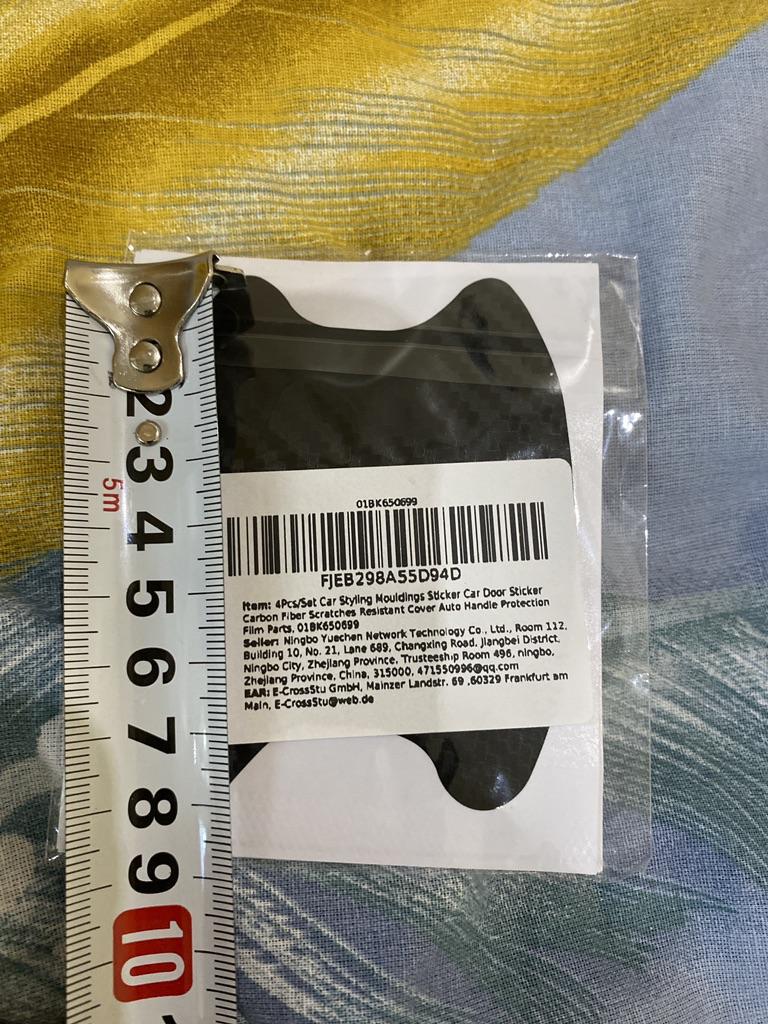 2
3
5m
4
5
6
7
8
9
10
01BK650699
FJEB298A55D94D
Item: 4Pcs/Set Car Styling Mouldings Sticker Car Door Sticker
Carbon Fiber Scratches Resistant Cover Auto Handle Protection
Film Parts, 01BK650699
Seller: Ningbo Yuechen Network Technology Co., Ltd., Room 112,
Building 10, No. 21, Lane 689, Changxing Road, Jiangbei District,
Ningbo City, Zhejiang Province, Trusteeship Room 496, ningbo,
Zhejiang Province, China, 315000, 471550996@qq.com
EAR: E-CrossStu GmbH, Mainzer Landstr. 69 ,60329 Frankfurt am
Main, E-CrossStu@web.de